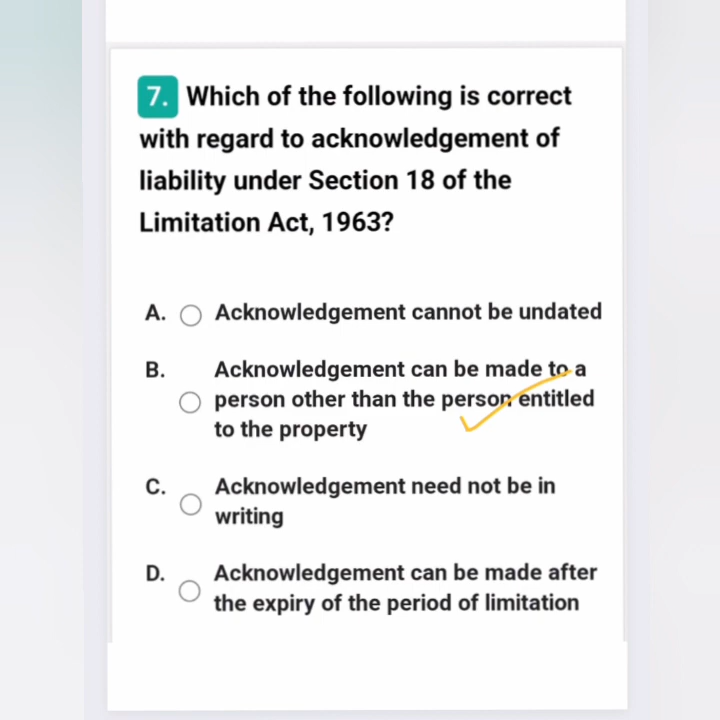 7. Which of the following is correct
with regard to acknowledgement of
liability under Section 18 of the
Limitation Act, 1963?
A. Acknowledgement cannot be undated
B. Acknowledgement can be made to a
person other than the person entitled
to the property
C. Acknowledgement need not be in
writing
D. Acknowledgement can be made after
the expiry of the period of limitation